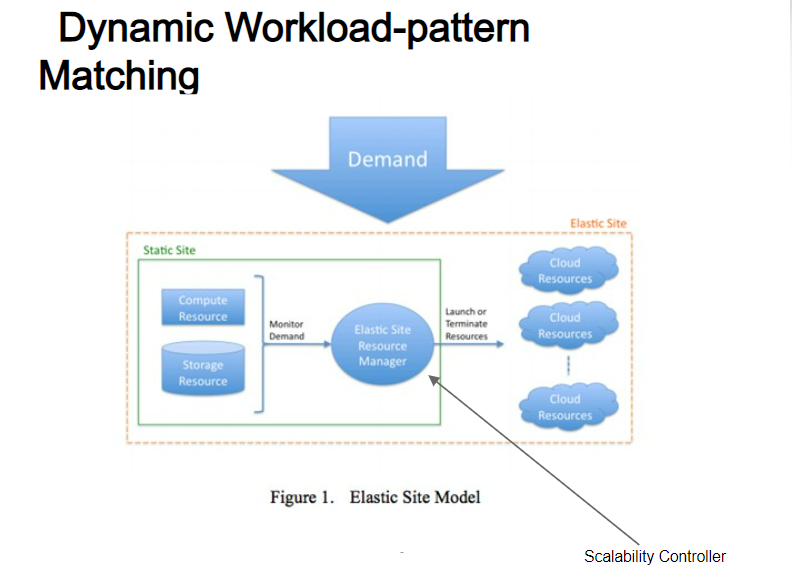 Dynamic Workload-pattern
Matching
Demand
Elastic Site
Static Site
Compute
Resource
Storage
Resource
Monitor
Demand
Elastic Site
Resource
Manager
Launch or
Terminate
Resources
Cloud
Resources
Cloud
Resources
Cloud
Resources
Figure 1. Elastic Site Model
Scalability Controller